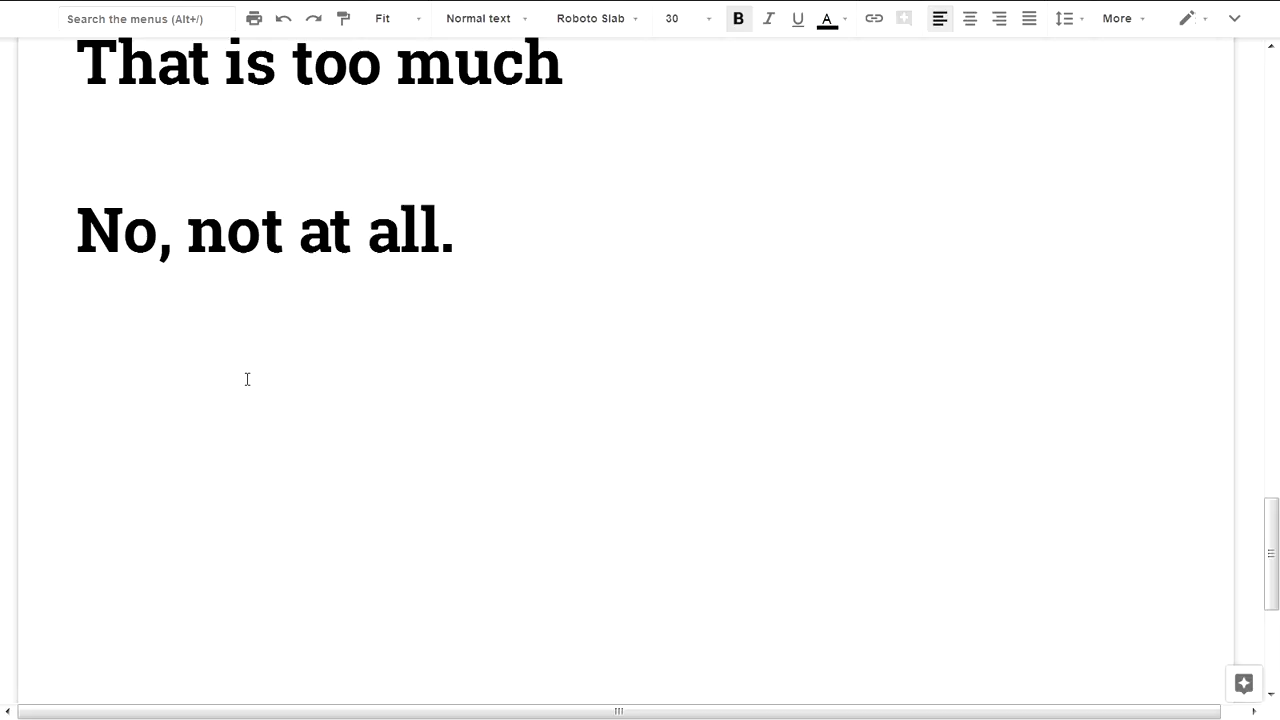 Search the menus (Alt+/) Fit Normal text Roboto Slab 30 B I U A More
That is too much
No, not at all.